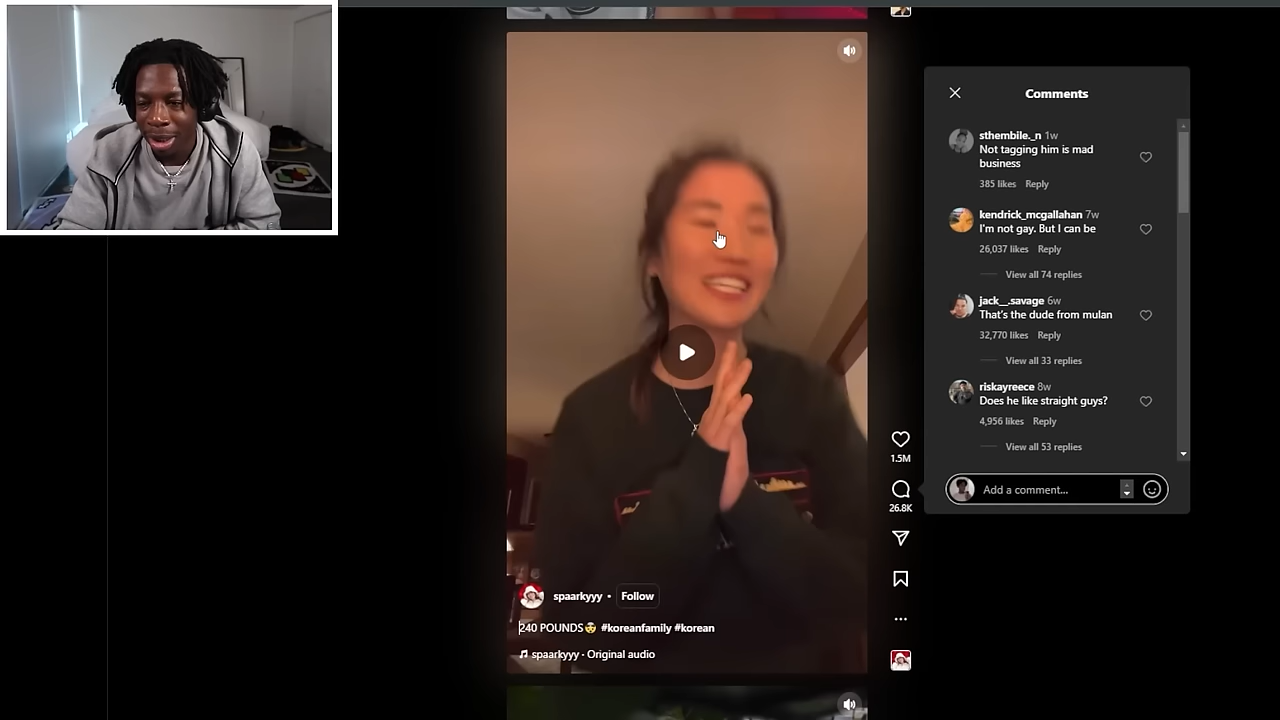 Comments
sthembile._n 1w
Not tagging him is mad
business
385 likes Reply
kendrick_mcgallahan 7w
I'm not gay. But I can be
26,037 likes Reply
View all 74 replies
jack__.savage 6w
That's the dude from mulan
32,770 likes Reply
View all 33 replies
riskayreece 8w
Does he like straight guys?
4,956 likes Reply
View all 53 replies
Add a comment...
1.5M
26.8K
spaarkyyy • Follow
240 POUNDS🤯 #koreanfamily #korean
spaarkyyy · Original audio